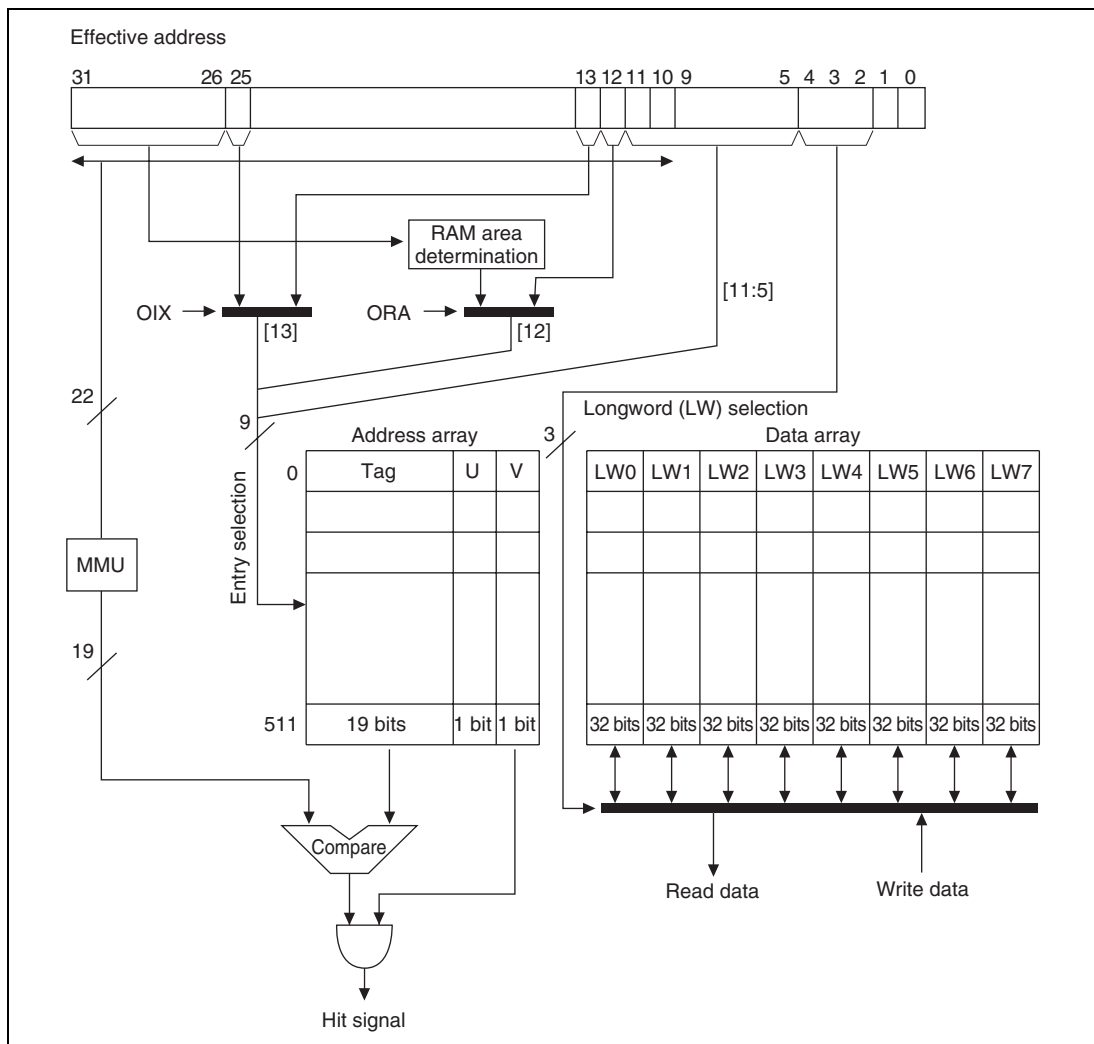 Effective address
31 26 25 13 12 11 10 9 5 4 3 2 1 0
RAM area
determination
[11:5]
OIX
ORA
[13]
[12]
22
Longword (LW) selection
9
3
Address array
Data array
0
Tag U V
LW0 LW1 LW2 LW3 LW4 LW5 LW6 LW7
Entry selection
MMU
19
511
19 bits 1 bit 1 bit
32 bits 32 bits 32 bits 32 bits 32 bits 32 bits 32 bits 32 bits
Compare
Read data
Write data
Hit signal